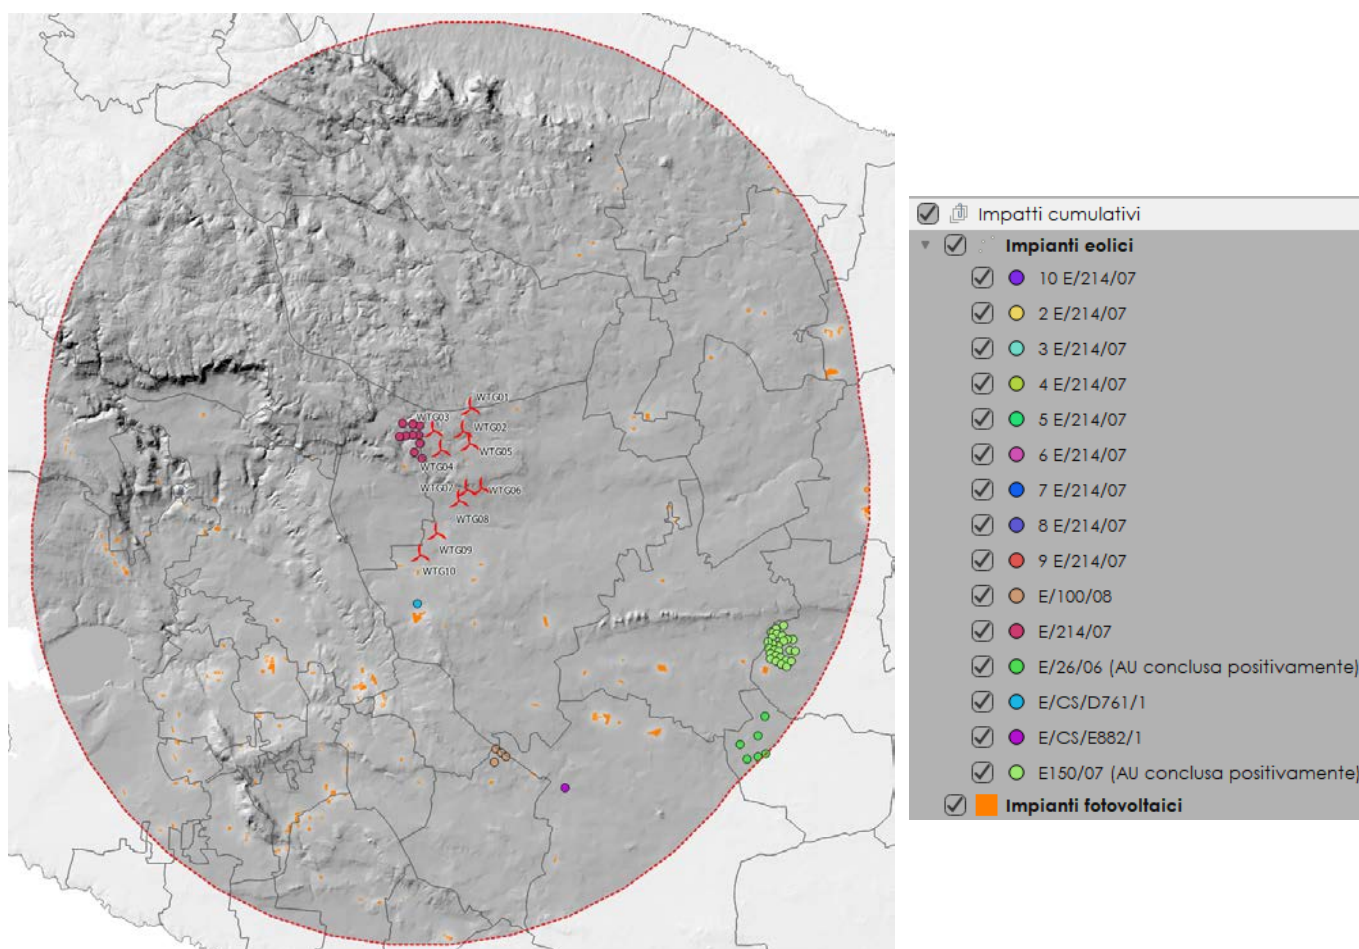 WTG01
WTG03
WTG02
WTG05
WTG04
WTG07
WTG06
WTG08
WTG09
WTG10
Impatti cumulativi
Impianti eolici
10 E/214/07
2 E/214/07
3 E/214/07
4 E/214/07
5 E/214/07
6 E/214/07
7 E/214/07
8 E/214/07
9 E/214/07
E/100/08
E/214/07
E/26/06 (AU conclusa positivamente)
E/CS/D761/1
E/CS/E882/1
E150/07 (AU conclusa positivamente)
Impianti fotovoltaici